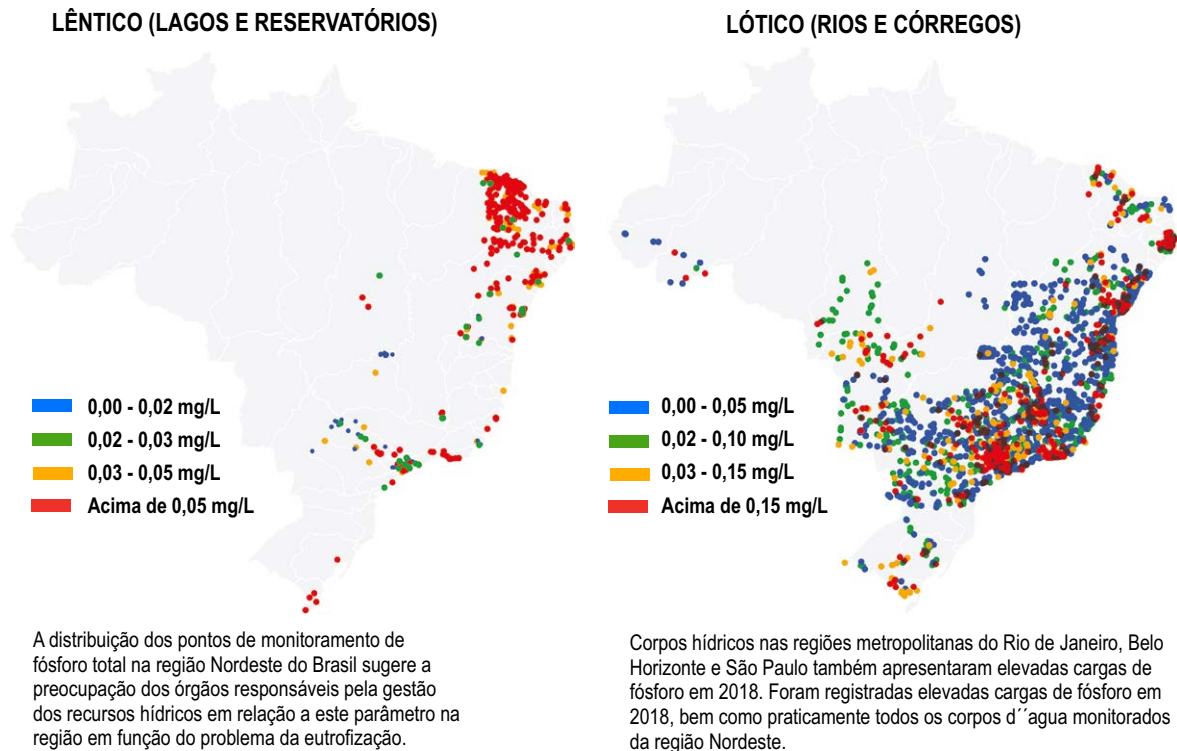 LÊNTICO (LAGOS E RESERVATÓRIOS)
0,00 - 0,02 mg/L
0,02 - 0,03 mg/L
0,03 - 0,05 mg/L
Acima de 0,05 mg/L
A distribuição dos pontos de monitoramento de
fósforo total na região Nordeste do Brasil sugere a
preocupação dos órgãos responsáveis pela gestão
dos recursos hídricos em relação a este parâmetro na
região em função do problema da eutrofização.
LÓTICO (RIOS E CÓRREGOS)
0,00 - 0,05 mg/L
0,02 - 0,10 mg/L
0,03 - 0,15 mg/L
Acima de 0,15 mg/L
Corpos hídricos nas regiões metropolitanas do Rio de Janeiro, Belo
Horizonte e São Paulo também apresentaram elevadas cargas de
fósforo em 2018. Foram registradas elevadas cargas de fósforo em
2018, bem como praticamente todos os corpos d´´agua monitorados
da região Nordeste.